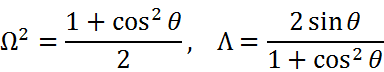 Ω² = (1 + cos² θ)/2,   Λ = (2 sin θ)/(1 + cos² θ)